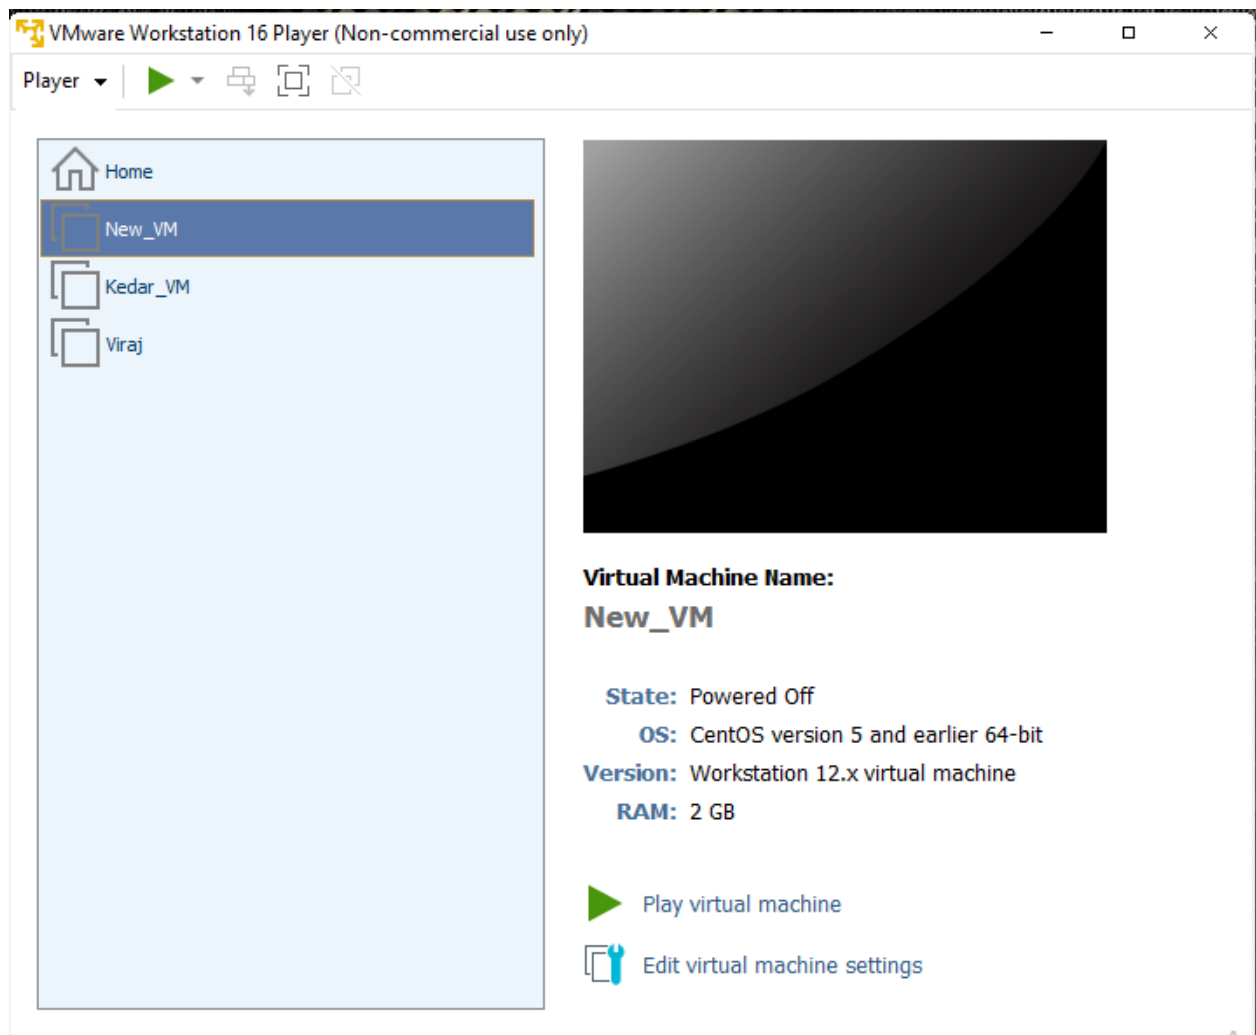 VMware Workstation 16 Player (Non-commercial use only)
Player
Home
New_VM
Kedar_VM
Viraj
Virtual Machine Name:
New_VM
State: Powered Off
OS: CentOS version 5 and earlier 64-bit
Version: Workstation 12.x virtual machine
RAM: 2 GB
Play virtual machine
Edit virtual machine settings